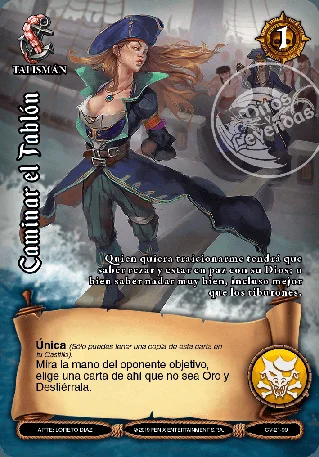 1
TALISMÁN
Mitos y Leyendas
Caminar el Tablón
Quien quiera traicionarme tendrá que
saber rezar y estar en paz con su Dios; o
bien saber nadar muy bien, incluso mejor
que los tiburones.
Única (Sólo puedes tener una copia de esta carta en
tu Castillo).
Mira la mano del oponente objetivo,
elige una carta de ahí que no sea Oro y
Destiérrala.
ARTE: LORETO DIAZ